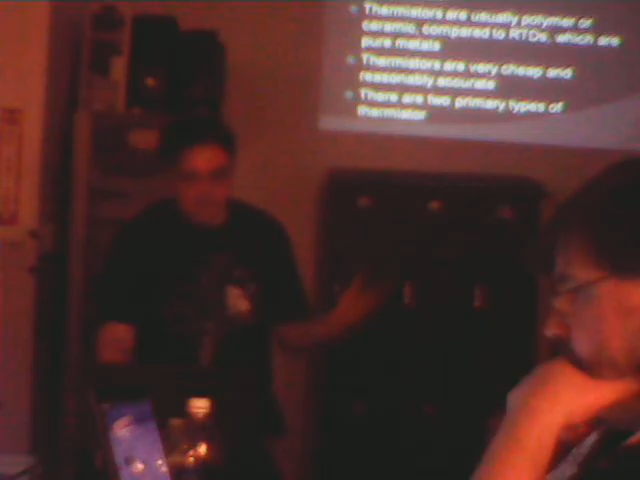 Thermistors are usually polymer or
ceramic, compared to RTDs, which are
pure metals
Thermistors are very cheap and
reasonably accurate
There are two primary types of
thermistor